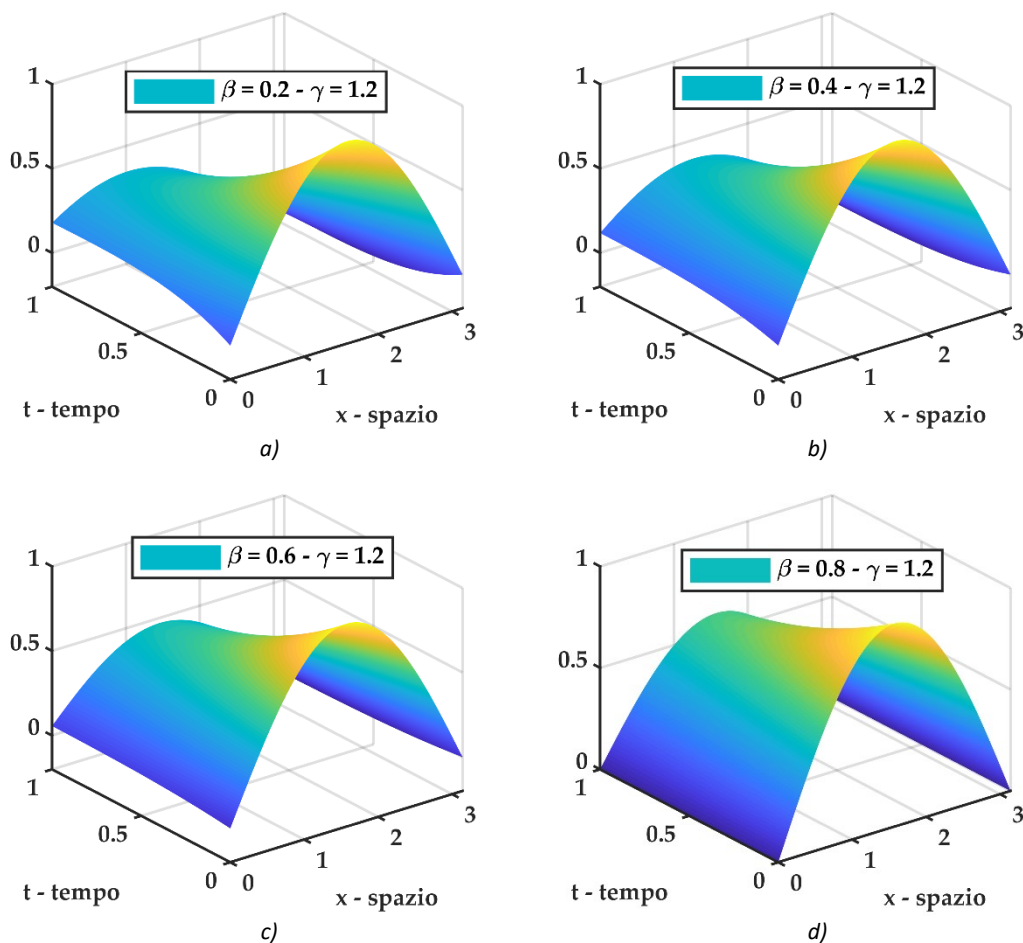 1
β = 0.2 - γ = 1.2
0.5
0
1
0.5
0
0
1
2
3
t - tempo
x - spazio
a)
1
β = 0.4 - γ = 1.2
0.5
0
1
0.5
0
0
1
2
3
t - tempo
x - spazio
b)
1
β = 0.6 - γ = 1.2
0.5
0
1
0.5
0
0
1
2
3
t - tempo
x - spazio
c)
1
β = 0.8 - γ = 1.2
0.5
0
1
0.5
0
0
1
2
3
t - tempo
x - spazio
d)